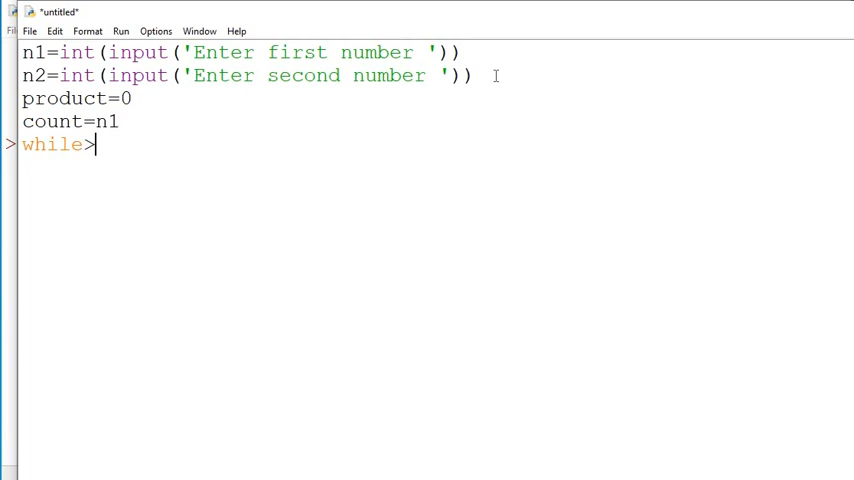 *untitled*
Fil
File Edit Format Run Options Window Help
n1=int(input('Enter first number '))
n2=int(input('Enter second number '))
product=0
count=n1
> while>